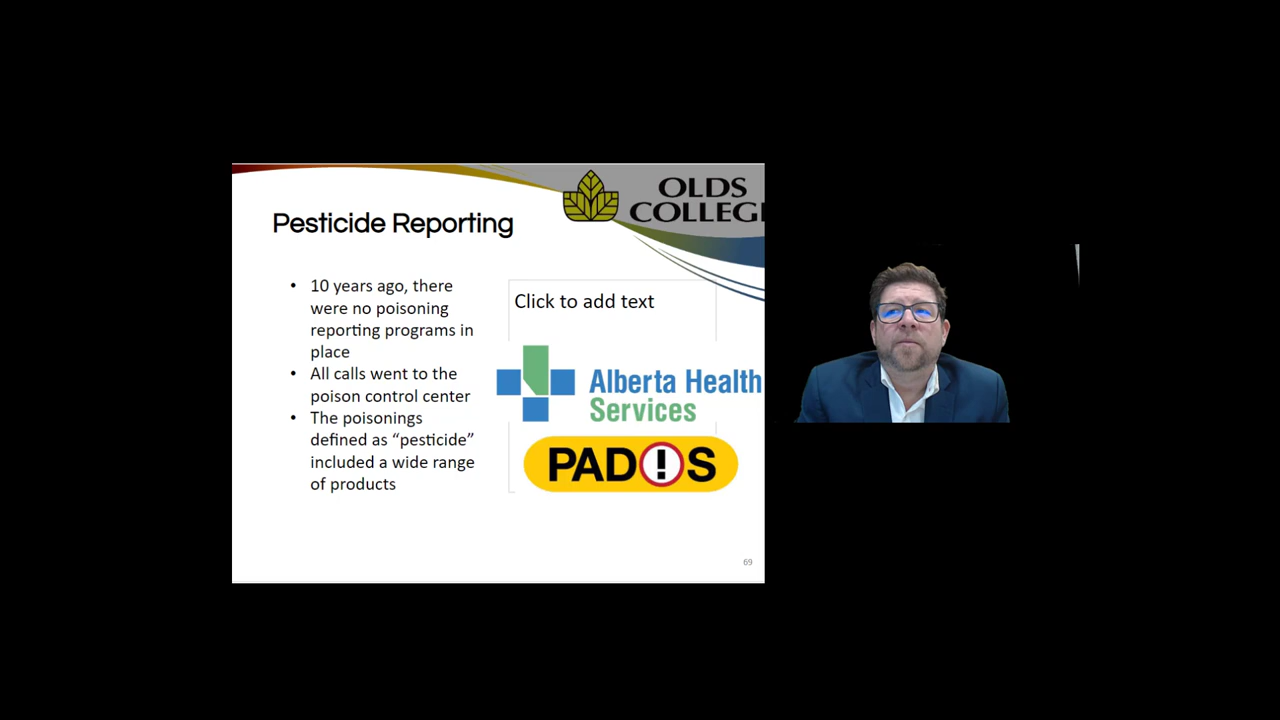 OLDS
COLLEGE
Pesticide Reporting
• 10 years ago, there
were no poisoning
reporting programs in
place
• All calls went to the
poison control center
• The poisonings
defined as “pesticide”
included a wide range
of products
Click to add text
Alberta Health
Services
PAD!S
69